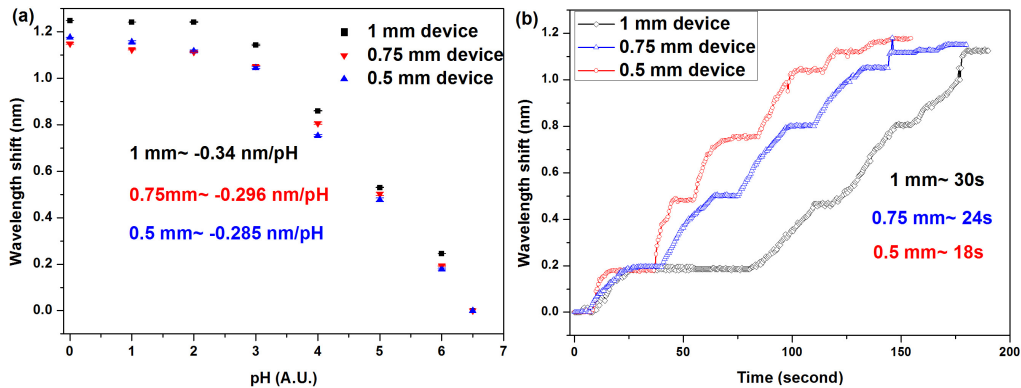 (a)
1 mm device
0.75 mm device
0.5 mm device
1 mm~ -0.34 nm/pH
0.75mm~ -0.296 nm/pH
0.5 mm~ -0.285 nm/pH
Wavelength shift (nm)
1.2
1.0
0.8
0.6
0.4
0.2
0.0
0 1 2 3 4 5 6 7
pH (A.U.)
(b)
1 mm device
0.75 mm device
0.5 mm device
1 mm~ 30s
0.75 mm~ 24s
0.5 mm~ 18s
Wavelength shift (nm)
1.2
1.0
0.8
0.6
0.4
0.2
0.0
0 50 100 150 200
Time (second)